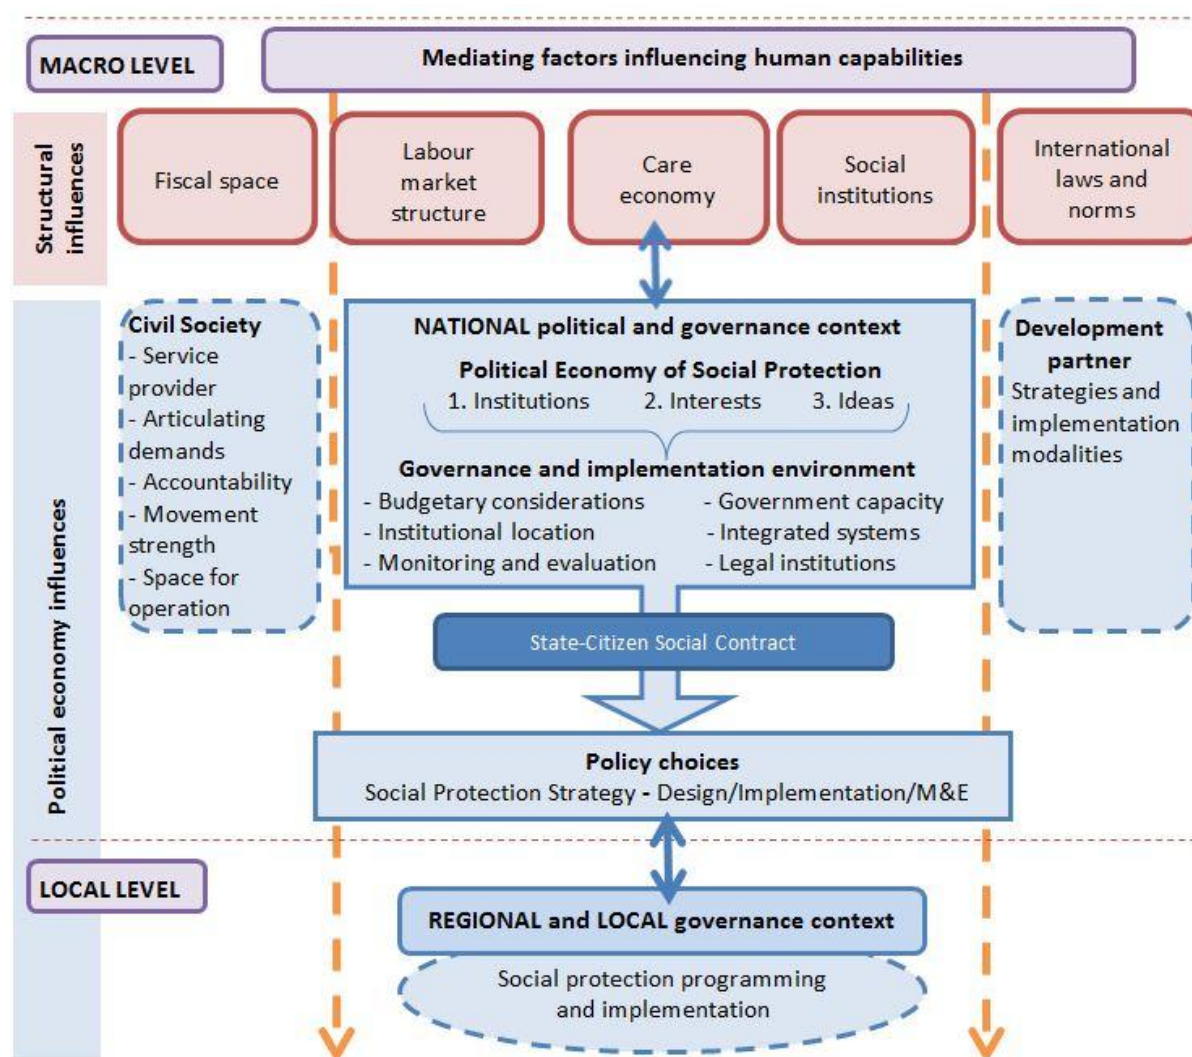 MACRO LEVEL
Mediating factors influencing human capabilities
Structural
influences
Fiscal space
Labour
market
structure
Care
economy
Social
institutions
International
laws and
norms
Political economy influences
Civil Society
- Service
provider
- Articulating
demands
- Accountability
- Movement
strength
- Space for
operation
NATIONAL political and governance context
Political Economy of Social Protection
1. Institutions 2. Interests 3. Ideas
Governance and implementation environment
- Budgetary considerations - Government capacity
- Institutional location - Integrated systems
- Monitoring and evaluation - Legal institutions
Development
partner
Strategies and
implementation
modalities
State-Citizen Social Contract
Policy choices
Social Protection Strategy - Design/Implementation/M&E
LOCAL LEVEL
REGIONAL and LOCAL governance context
Social protection programming
and implementation